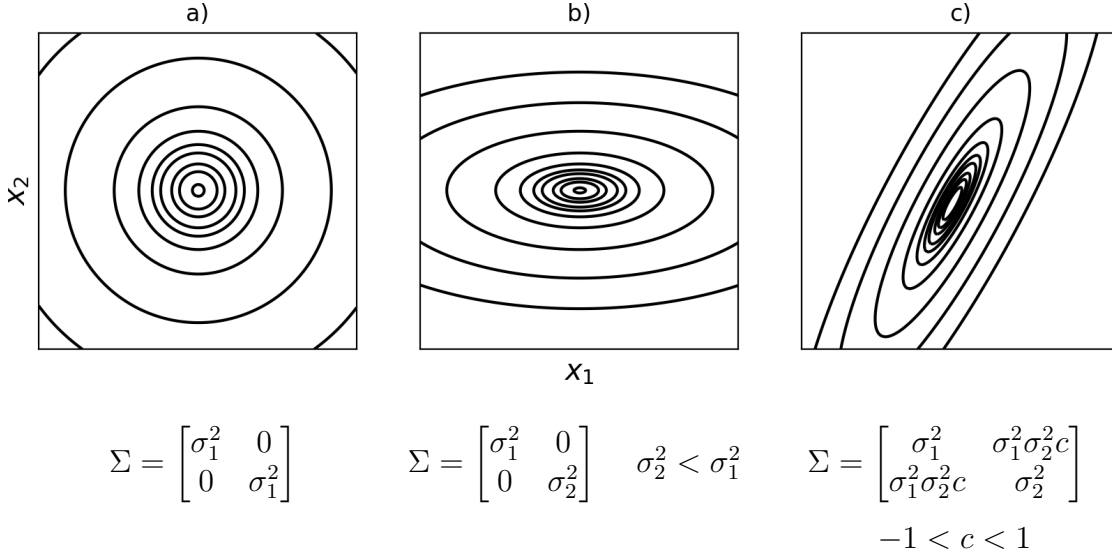 a) b) c)
x₂
x₁
Σ = [σ₁² 0; 0 σ₁²]
Σ = [σ₁² 0; 0 σ₂²] σ₂² < σ₁²
Σ = [σ₁² σ₁²σ₂²c; σ₁²σ₂²c σ₂²]
−1 < c < 1